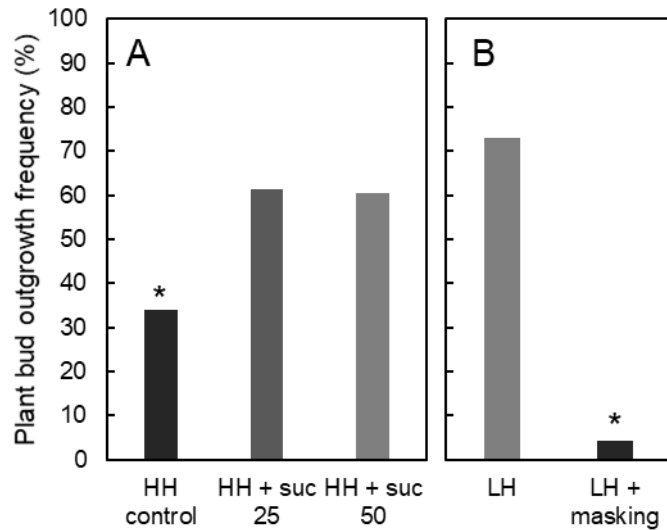 Plant bud outgrowth frequency (%)
100
90
80
70
60
50
40
30
20
10
0
A
*
HH control
HH + suc 25
HH + suc 50
B
*
LH
LH + masking